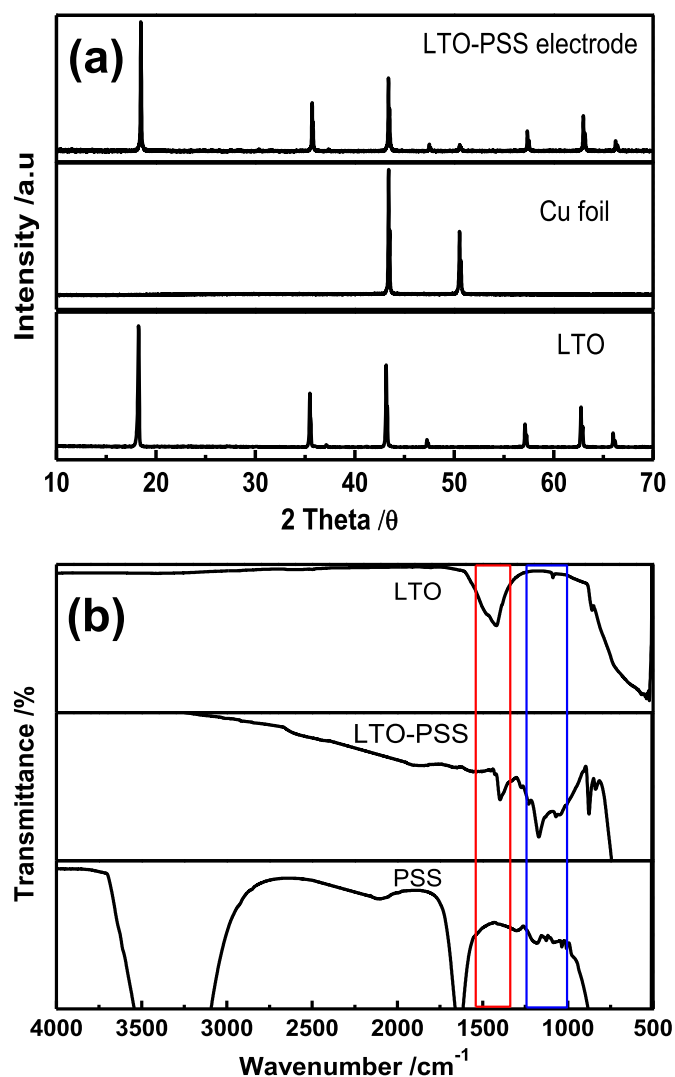 (a)
LTO-PSS electrode
Cu foil
LTO
Intensity /a.u
10 20 30 40 50 60 70
2 Theta /θ
(b)
LTO
LTO-PSS
PSS
Transmittance /%
4000 3500 3000 2500 2000 1500 1000 500
Wavenumber /cm⁻¹